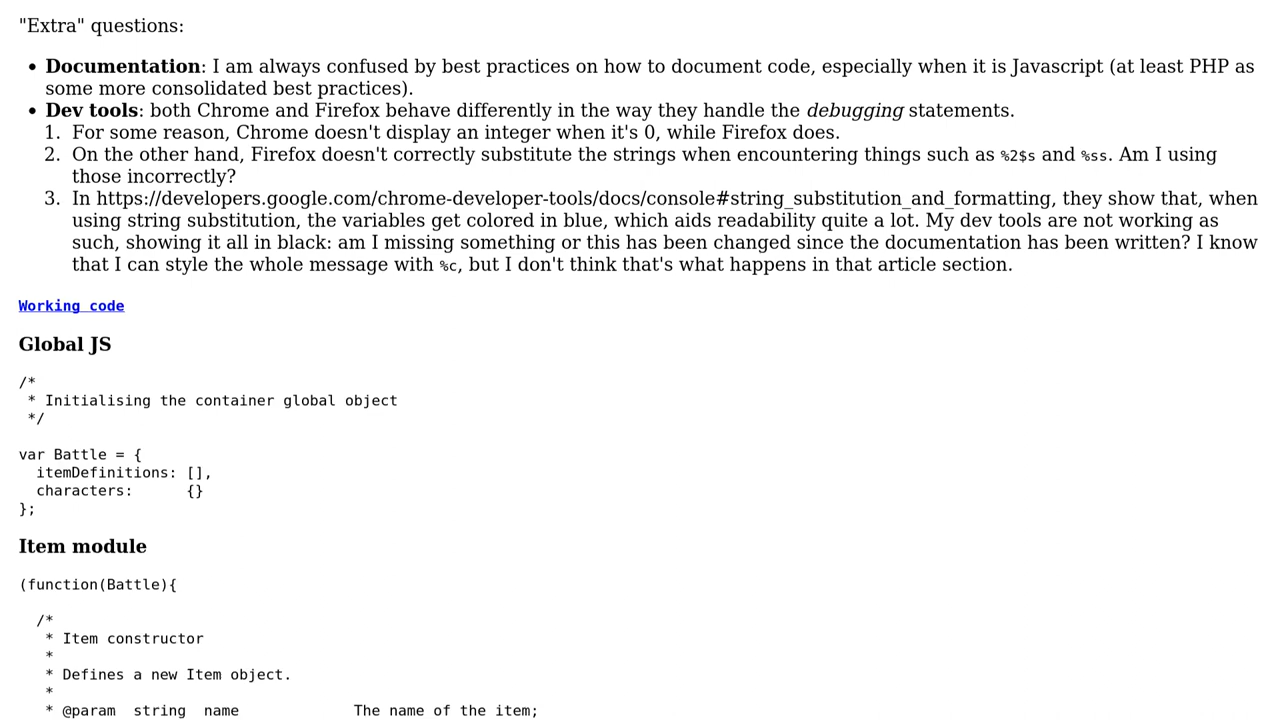 "Extra" questions:
• Documentation: I am always confused by best practices on how to document code, especially when it is Javascript (at least PHP as
some more consolidated best practices).
• Dev tools: both Chrome and Firefox behave differently in the way they handle the debugging statements.
1. For some reason, Chrome doesn't display an integer when it's 0, while Firefox does.
2. On the other hand, Firefox doesn't correctly substitute the strings when encountering things such as %2$s and %ss. Am I using
those incorrectly?
3. In https://developers.google.com/chrome-developer-tools/docs/console#string_substitution_and_formatting, they show that, when
using string substitution, the variables get colored in blue, which aids readability quite a lot. My dev tools are not working as
such, showing it all in black: am I missing something or this has been changed since the documentation has been written? I know
that I can style the whole message with %c, but I don't think that's what happens in that article section.
Working code
Global JS
/*
 * Initialising the container global object
 */
var Battle = {
  itemDefinitions: [],
  characters:      {}
};
Item module
(function(Battle){
  /*
   * Item constructor
   *
   * Defines a new Item object.
   *
   * @param  string  name             The name of the item;